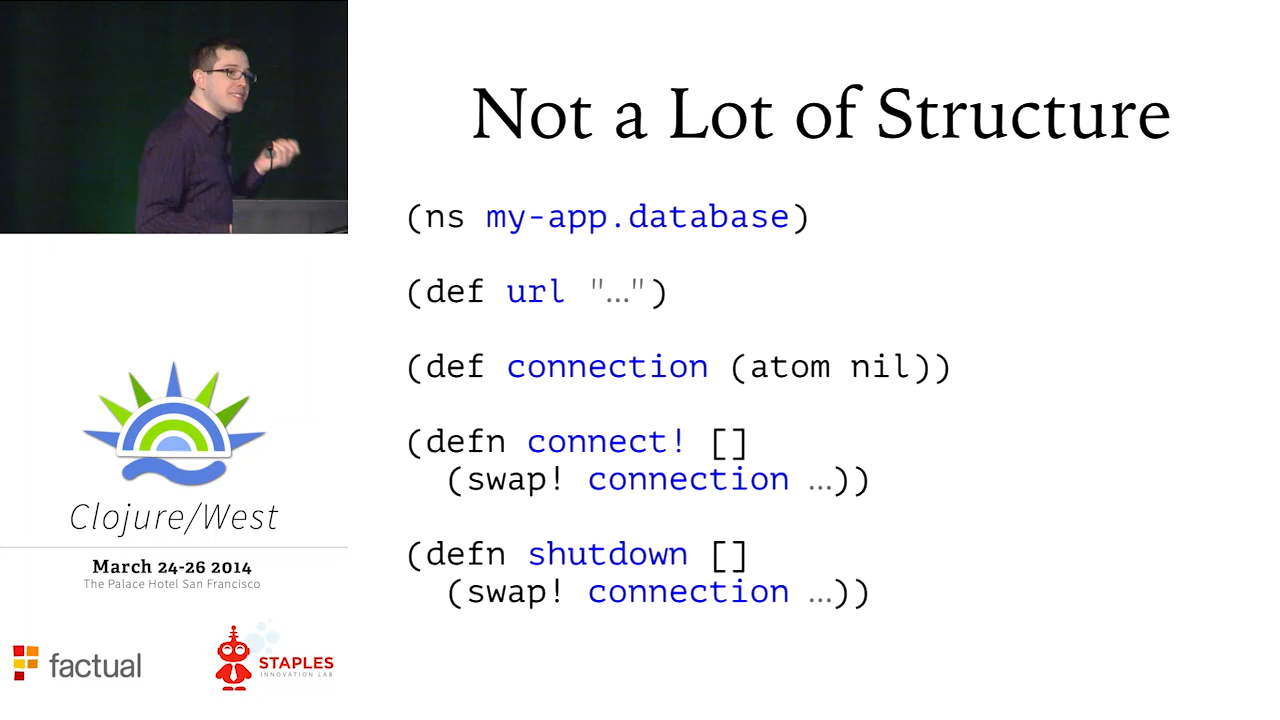 Not a Lot of Structure
(ns my-app.database)
(def url "…")
(def connection (atom nil))
(defn connect! []
(swap! connection …))
(defn shutdown []
(swap! connection …))
Clojure/West
March 24-26 2014
The Palace Hotel San Francisco
factual
STAPLES
INNOVATION LAB